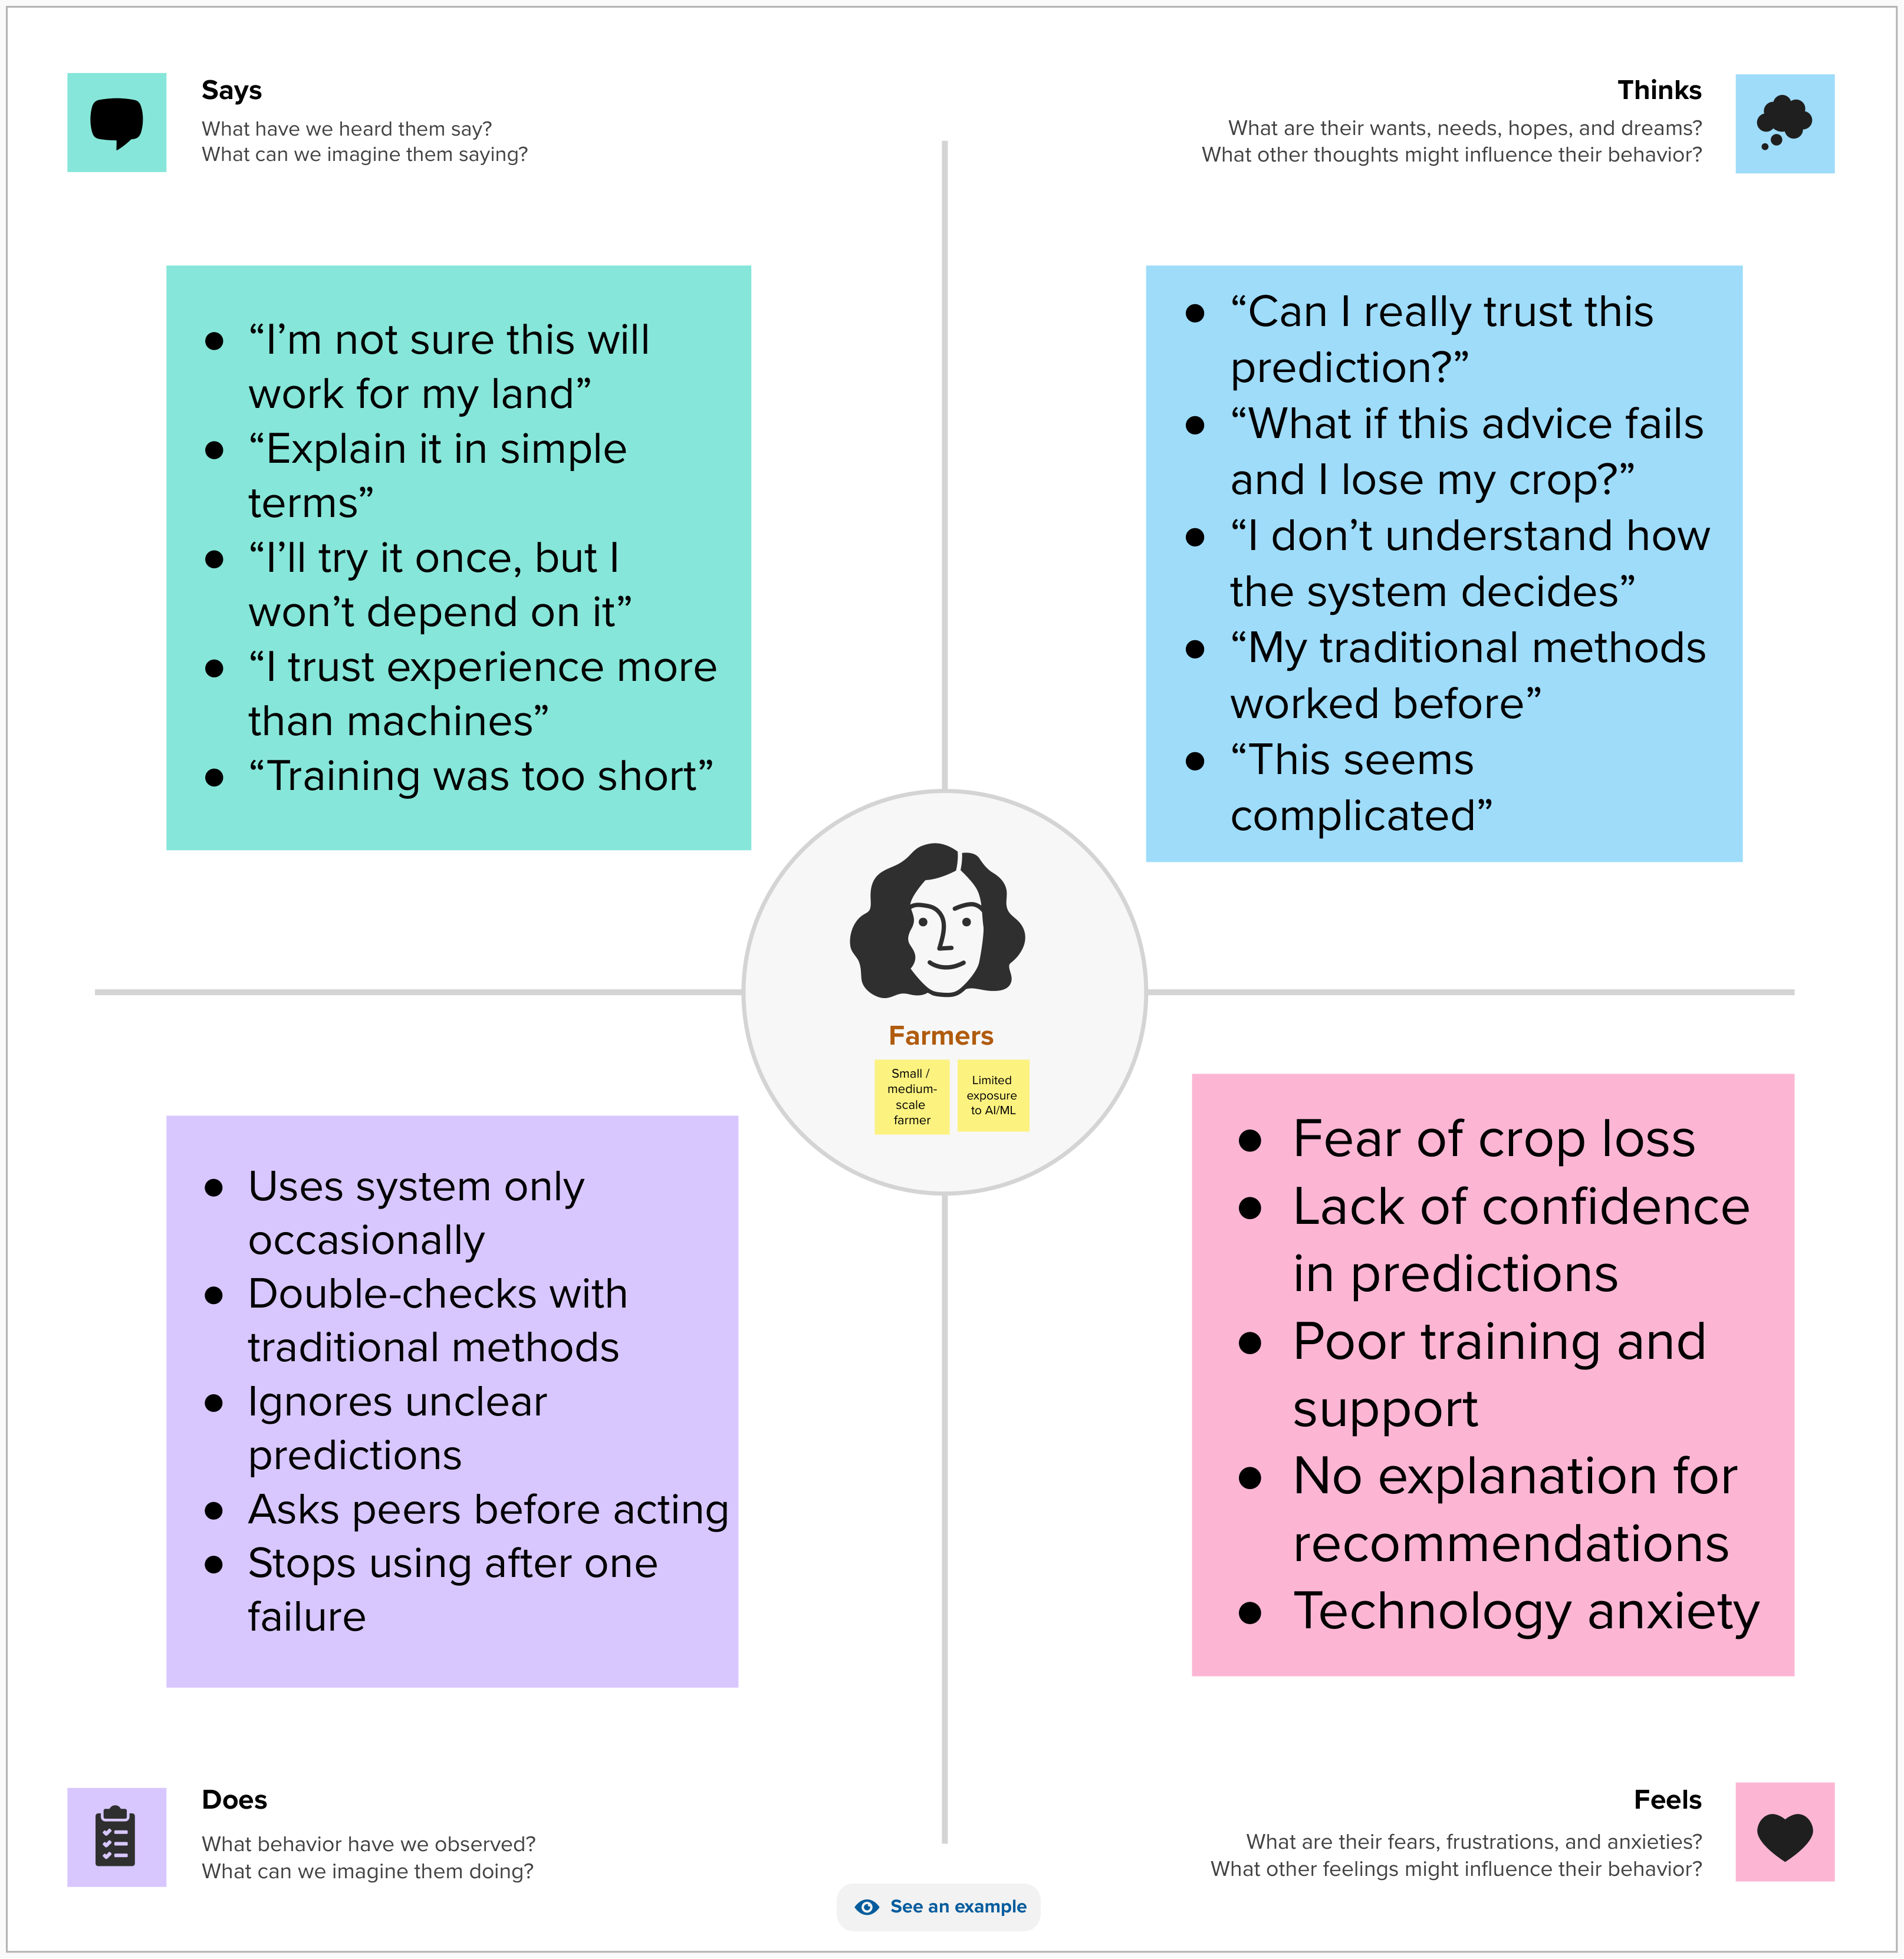 Says
What have we heard them say?
What can we imagine them saying?
Thinks
What are their wants, needs, hopes, and dreams?
What other thoughts might influence their behavior?
● “I’m not sure this will
work for my land”
● “Explain it in simple
terms”
● “I’ll try it once, but I
won’t depend on it”
● “I trust experience more
than machines”
● “Training was too short”
● “Can I really trust this
prediction?”
● “What if this advice fails
and I lose my crop?”
● “I don’t understand how
the system decides”
● “My traditional methods
worked before”
● “This seems
complicated”
Farmers
Small /
medium-
scale
farmer
Limited
exposure
to AI/ML
● Uses system only
occasionally
● Double-checks with
traditional methods
● Ignores unclear
predictions
● Asks peers before acting
● Stops using after one
failure
● Fear of crop loss
● Lack of confidence
in predictions
● Poor training and
support
● No explanation for
recommendations
● Technology anxiety
Does
What behavior have we observed?
What can we imagine them doing?
Feels
What are their fears, frustrations, and anxieties?
What other feelings might influence their behavior?
See an example